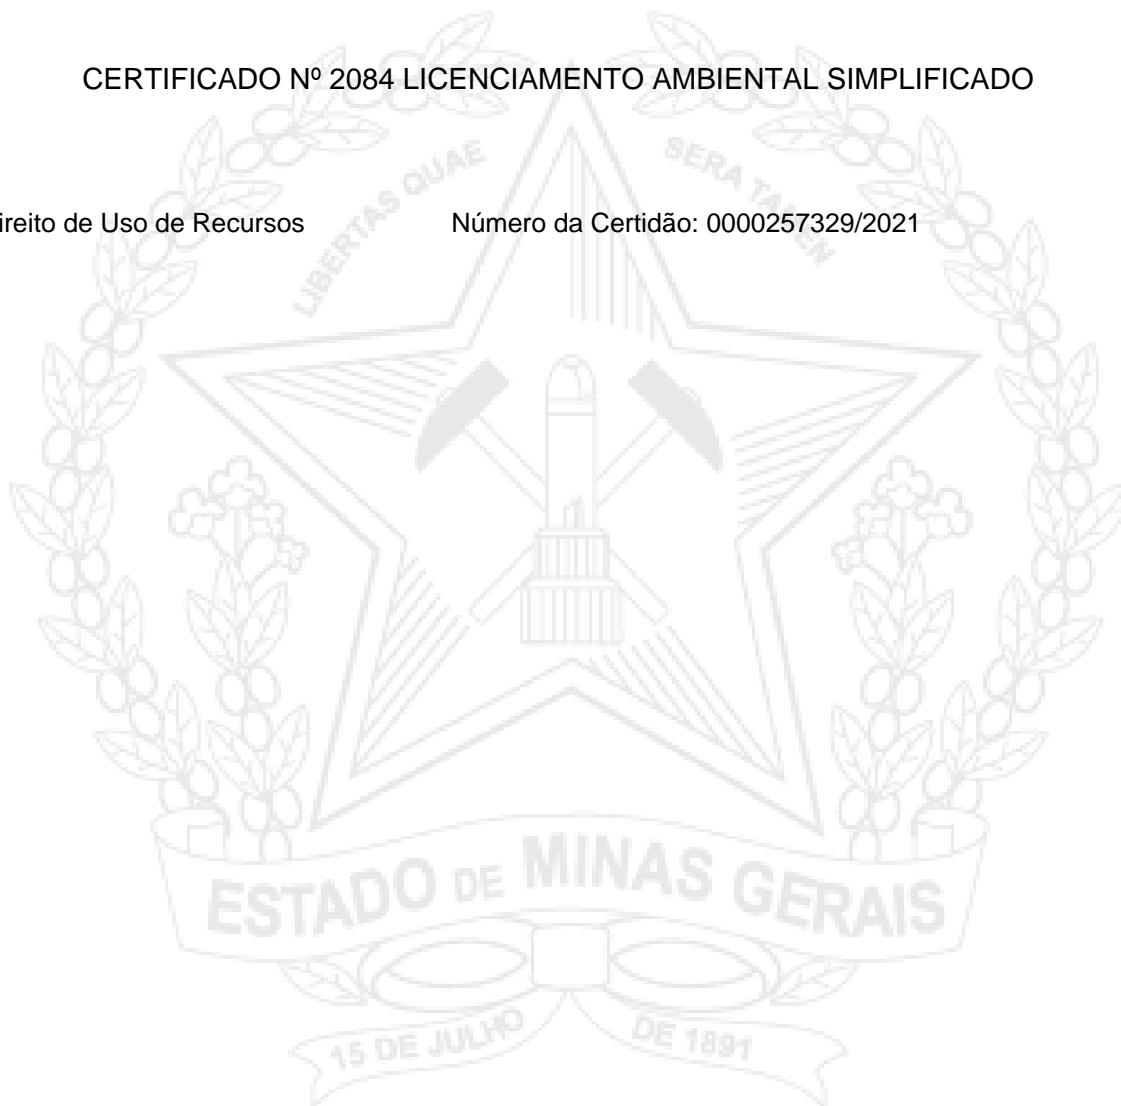 CERTIFICADO Nº 2084 LICENCIAMENTO AMBIENTAL SIMPLIFICADO
LIBERTAS QUAE SERA TAMEN
ireito de Uso de Recursos Número da Certidão: 0000257329/2021
ESTADO DE MINAS GERAIS
15 DE JULHO DE 1891